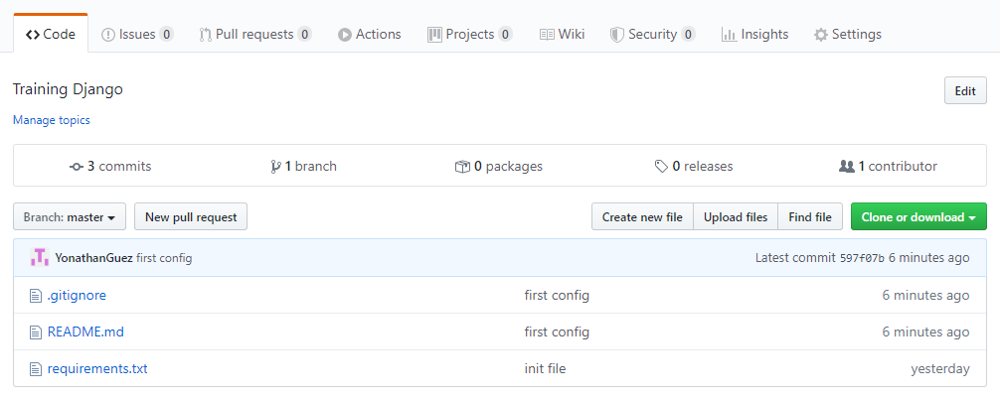 Code Issues 0 Pull requests 0 Actions Projects 0 Wiki Security 0 Insights Settings
Training Django Edit
Manage topics
3 commits 1 branch 0 packages 0 releases 1 contributor
Branch: master New pull request Create new file Upload files Find file Clone or download
YonathanGuez first config Latest commit 597f07b 6 minutes ago
.gitignore first config 6 minutes ago
README.md first config 6 minutes ago
requirements.txt init file yesterday